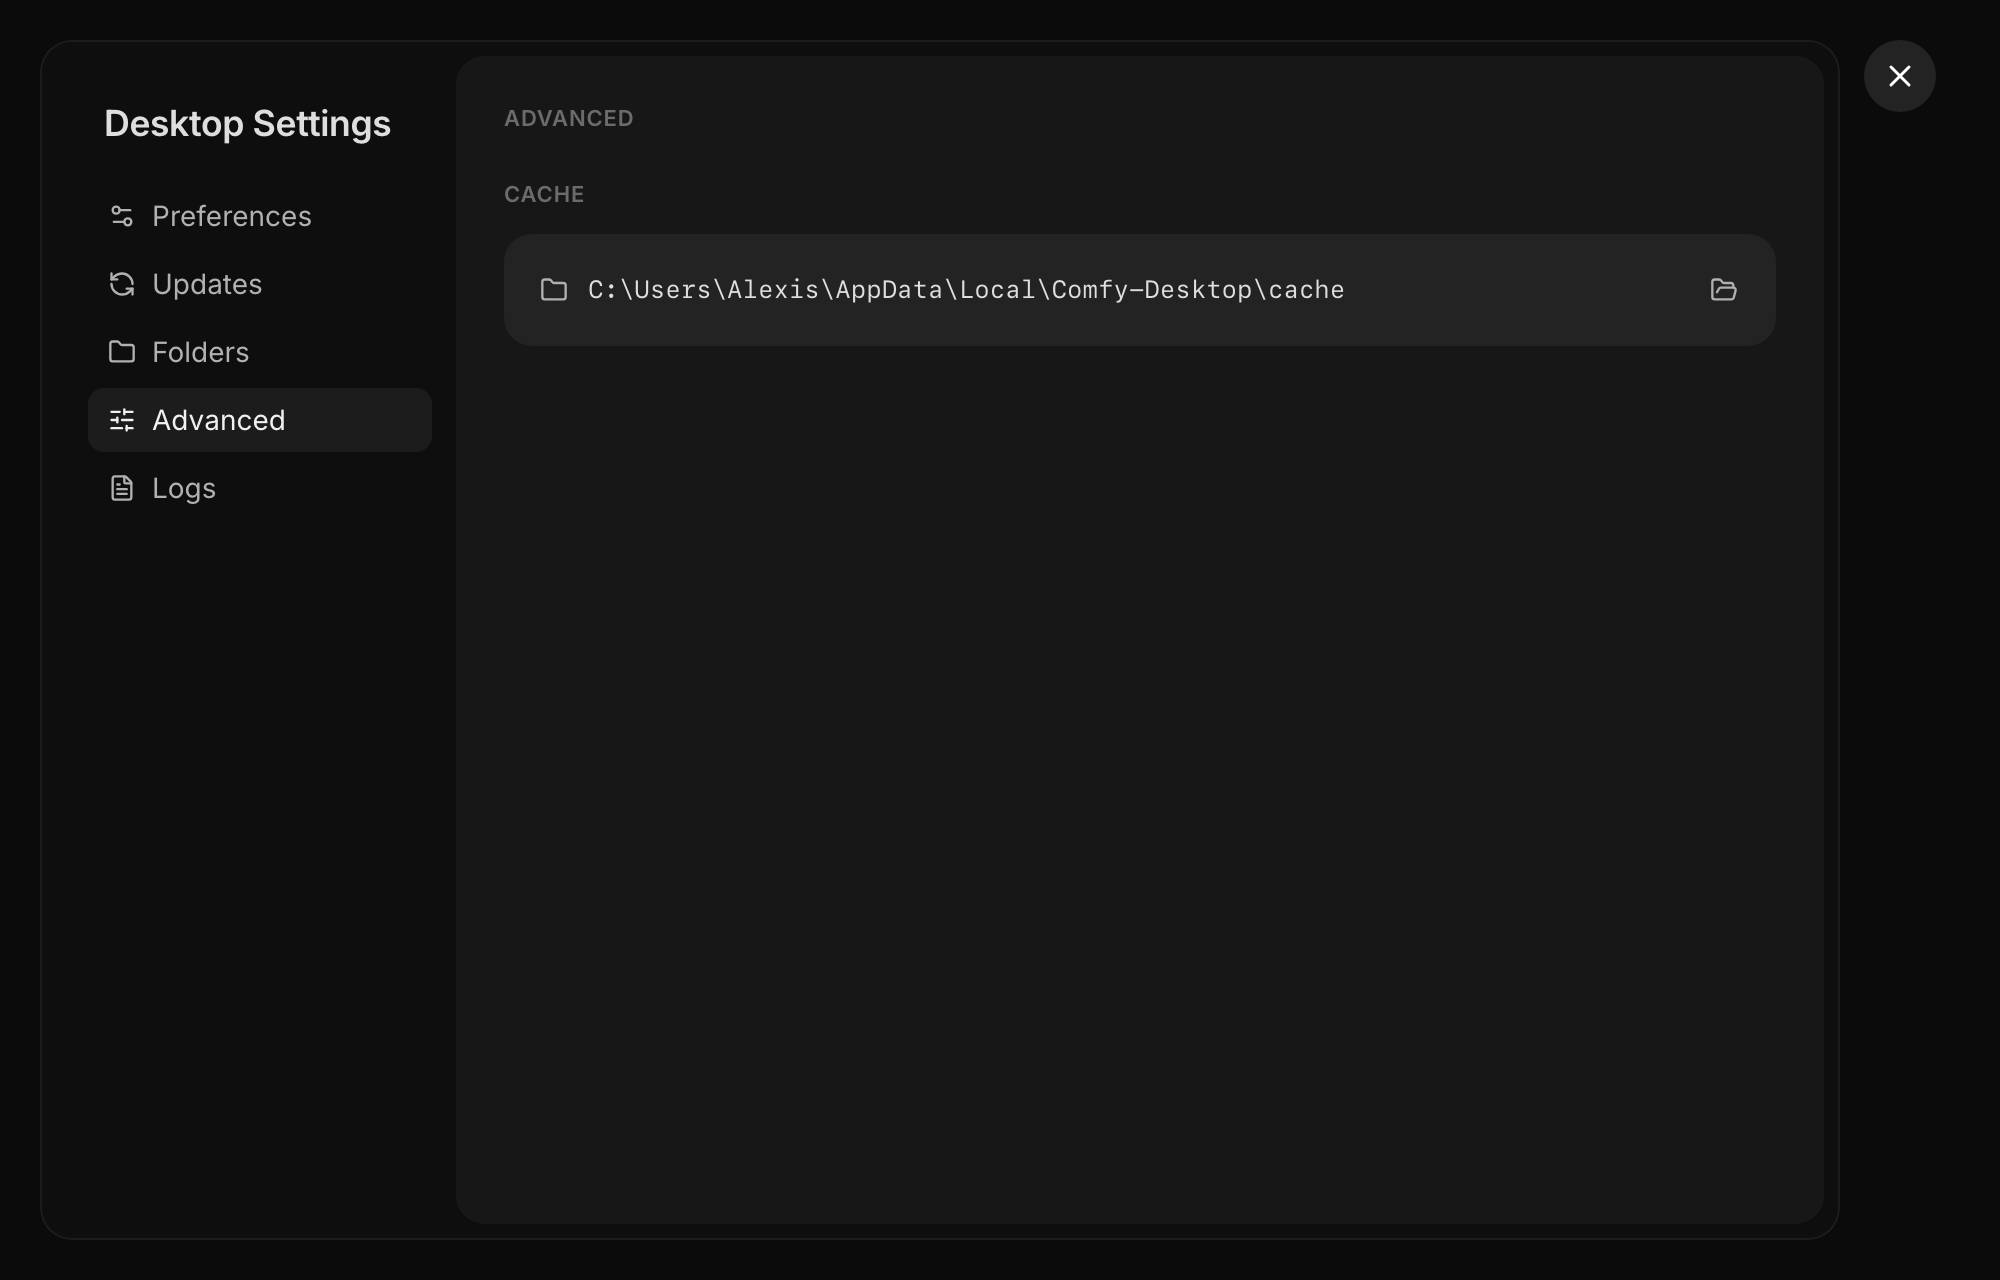 Desktop Settings
Preferences
Updates
Folders
Advanced
Logs
ADVANCED
CACHE
C:\Users\Alexis\AppData\Local\Comfy-Desktop\cache